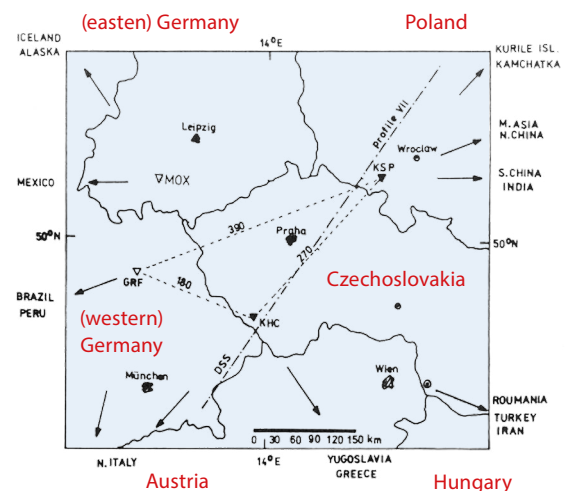 (easten) Germany
Poland
ICELAND
ALASKA
14°E
KURILE ISL.
KAMCHATKA
Profile VII
Leipzig
M.ASIA
N.CHINA
Wroclaw
KSP
MOX
MEXICO
S.CHINA
INDIA
50°N
390
Praha
50°N
270
GRF
180
Czechoslovakia
BRAZIL
PERU
KHC
(western)
Germany
DSS
München
Wien
ROUMANIA
TURKEY
IRAN
0 30 60 90 120 150 km
N.ITALY
14°E
YUGOSLAVIA
GREECE
Austria
Hungary